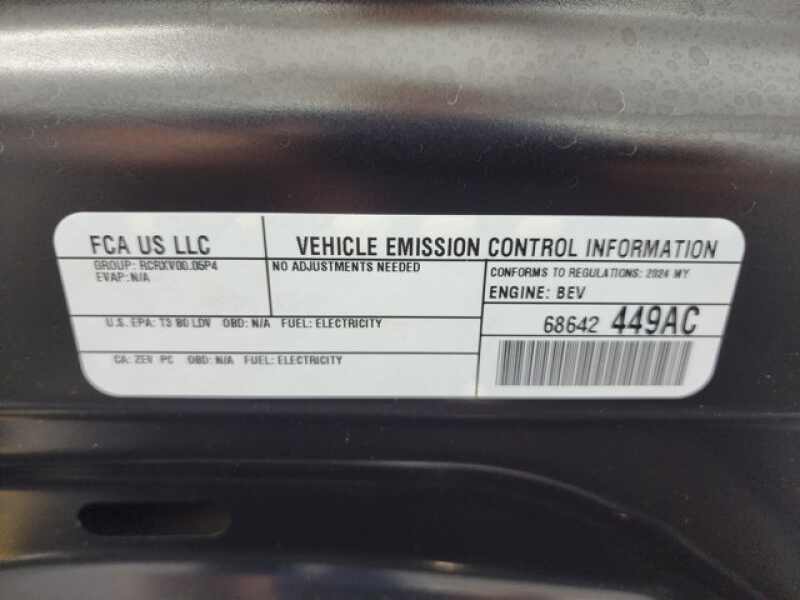 FCA US LLC
VEHICLE EMISSION CONTROL INFORMATION
GROUP: RCRXV00.05P4
EVAP: N/A
NO ADJUSTMENTS NEEDED
CONFORMS TO REGULATIONS: 2024 MY
ENGINE: BEV
U.S. EPA: T3 B0 LDV OBD: N/A FUEL: ELECTRICITY
68642 449AC
CA: ZEV PC OBD: N/A FUEL: ELECTRICITY